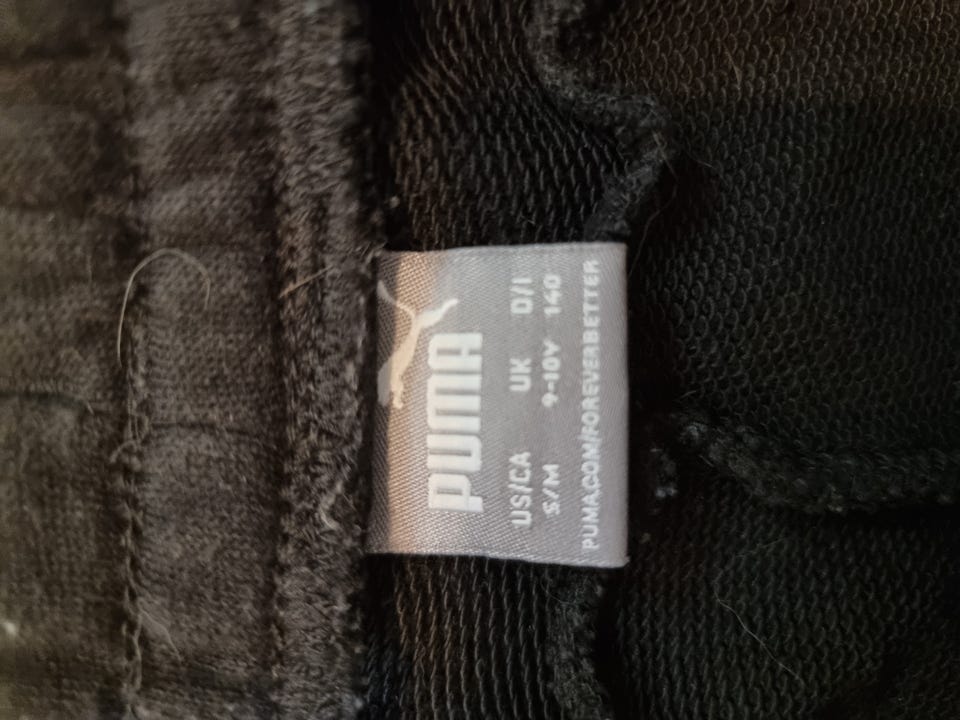 PUMA
US/CA UK D/I
S/M 9-10Y 140
PUMA.COM/FOREVERBETTER